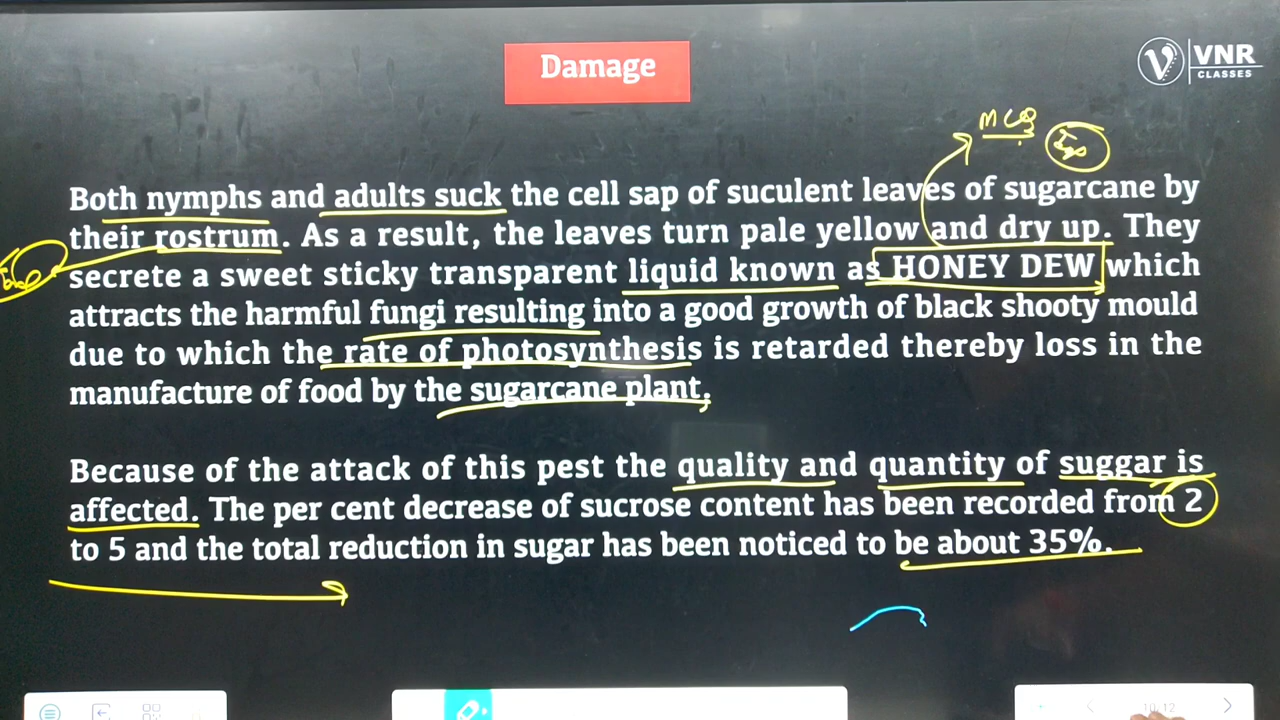 Damage
VNR
CLASSES
MCQ
Both nymphs and adults suck the cell sap of suculent leaves of sugarcane by
their rostrum. As a result, the leaves turn pale yellow and dry up. They
secrete a sweet sticky transparent liquid known as HONEY DEW which
attracts the harmful fungi resulting into a good growth of black shooty mould
due to which the rate of photosynthesis is retarded thereby loss in the
manufacture of food by the sugarcane plant.
Because of the attack of this pest the quality and quantity of suggar is
affected. The per cent decrease of sucrose content has been recorded from 2
to 5 and the total reduction in sugar has been noticed to be about 35%.